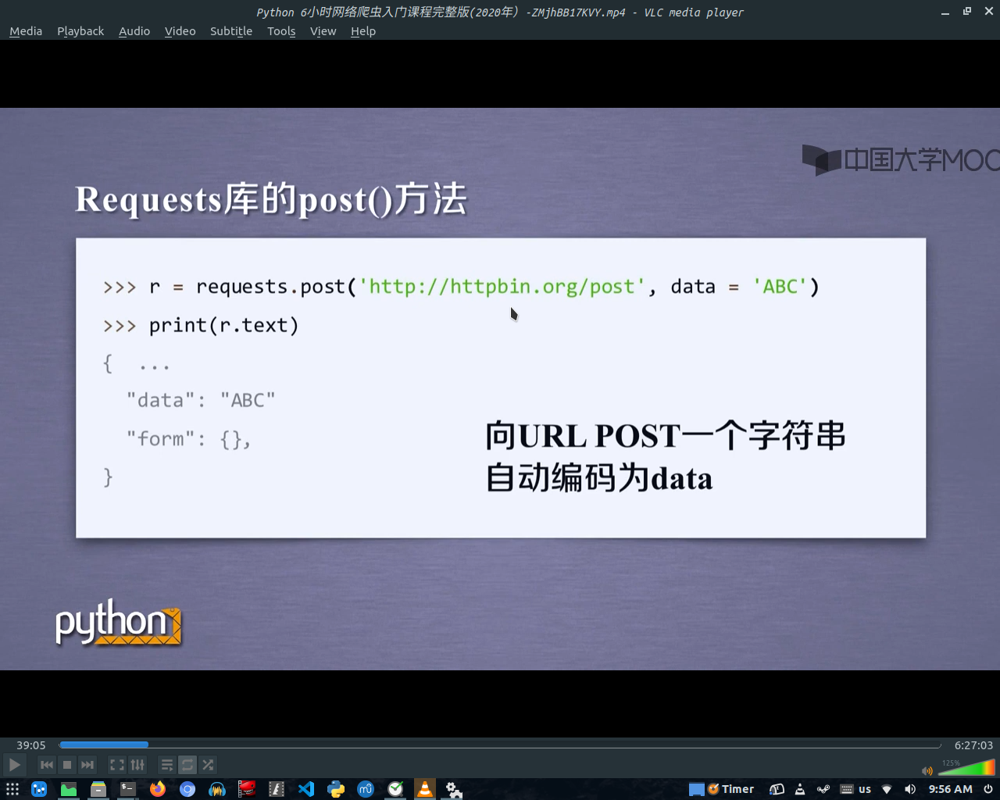 Python 6小时网络爬虫入门课程完整版(2020年）-ZMjhBB17KVY.mp4 - VLC media player
Media Playback Audio Video Subtitle Tools View Help
中国大学MOO
Requests库的post()方法
>>> r = requests.post('http://httpbin.org/post', data = 'ABC')
>>> print(r.text)
{ ...
"data": "ABC"
"form": {},
}
向URL POST一个字符串
自动编码为data
python
39:05
6:27:03
125%
Timer
us
9:56 AM